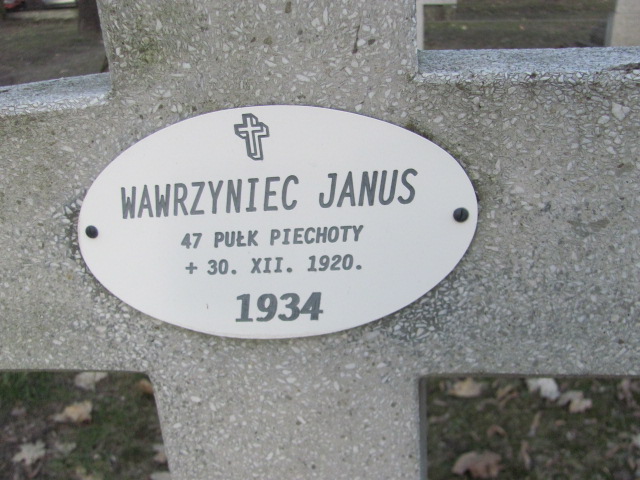 WAWRZYNIEC JANUS
47 PUŁK PIECHOTY
+ 30. XII. 1920.
1934